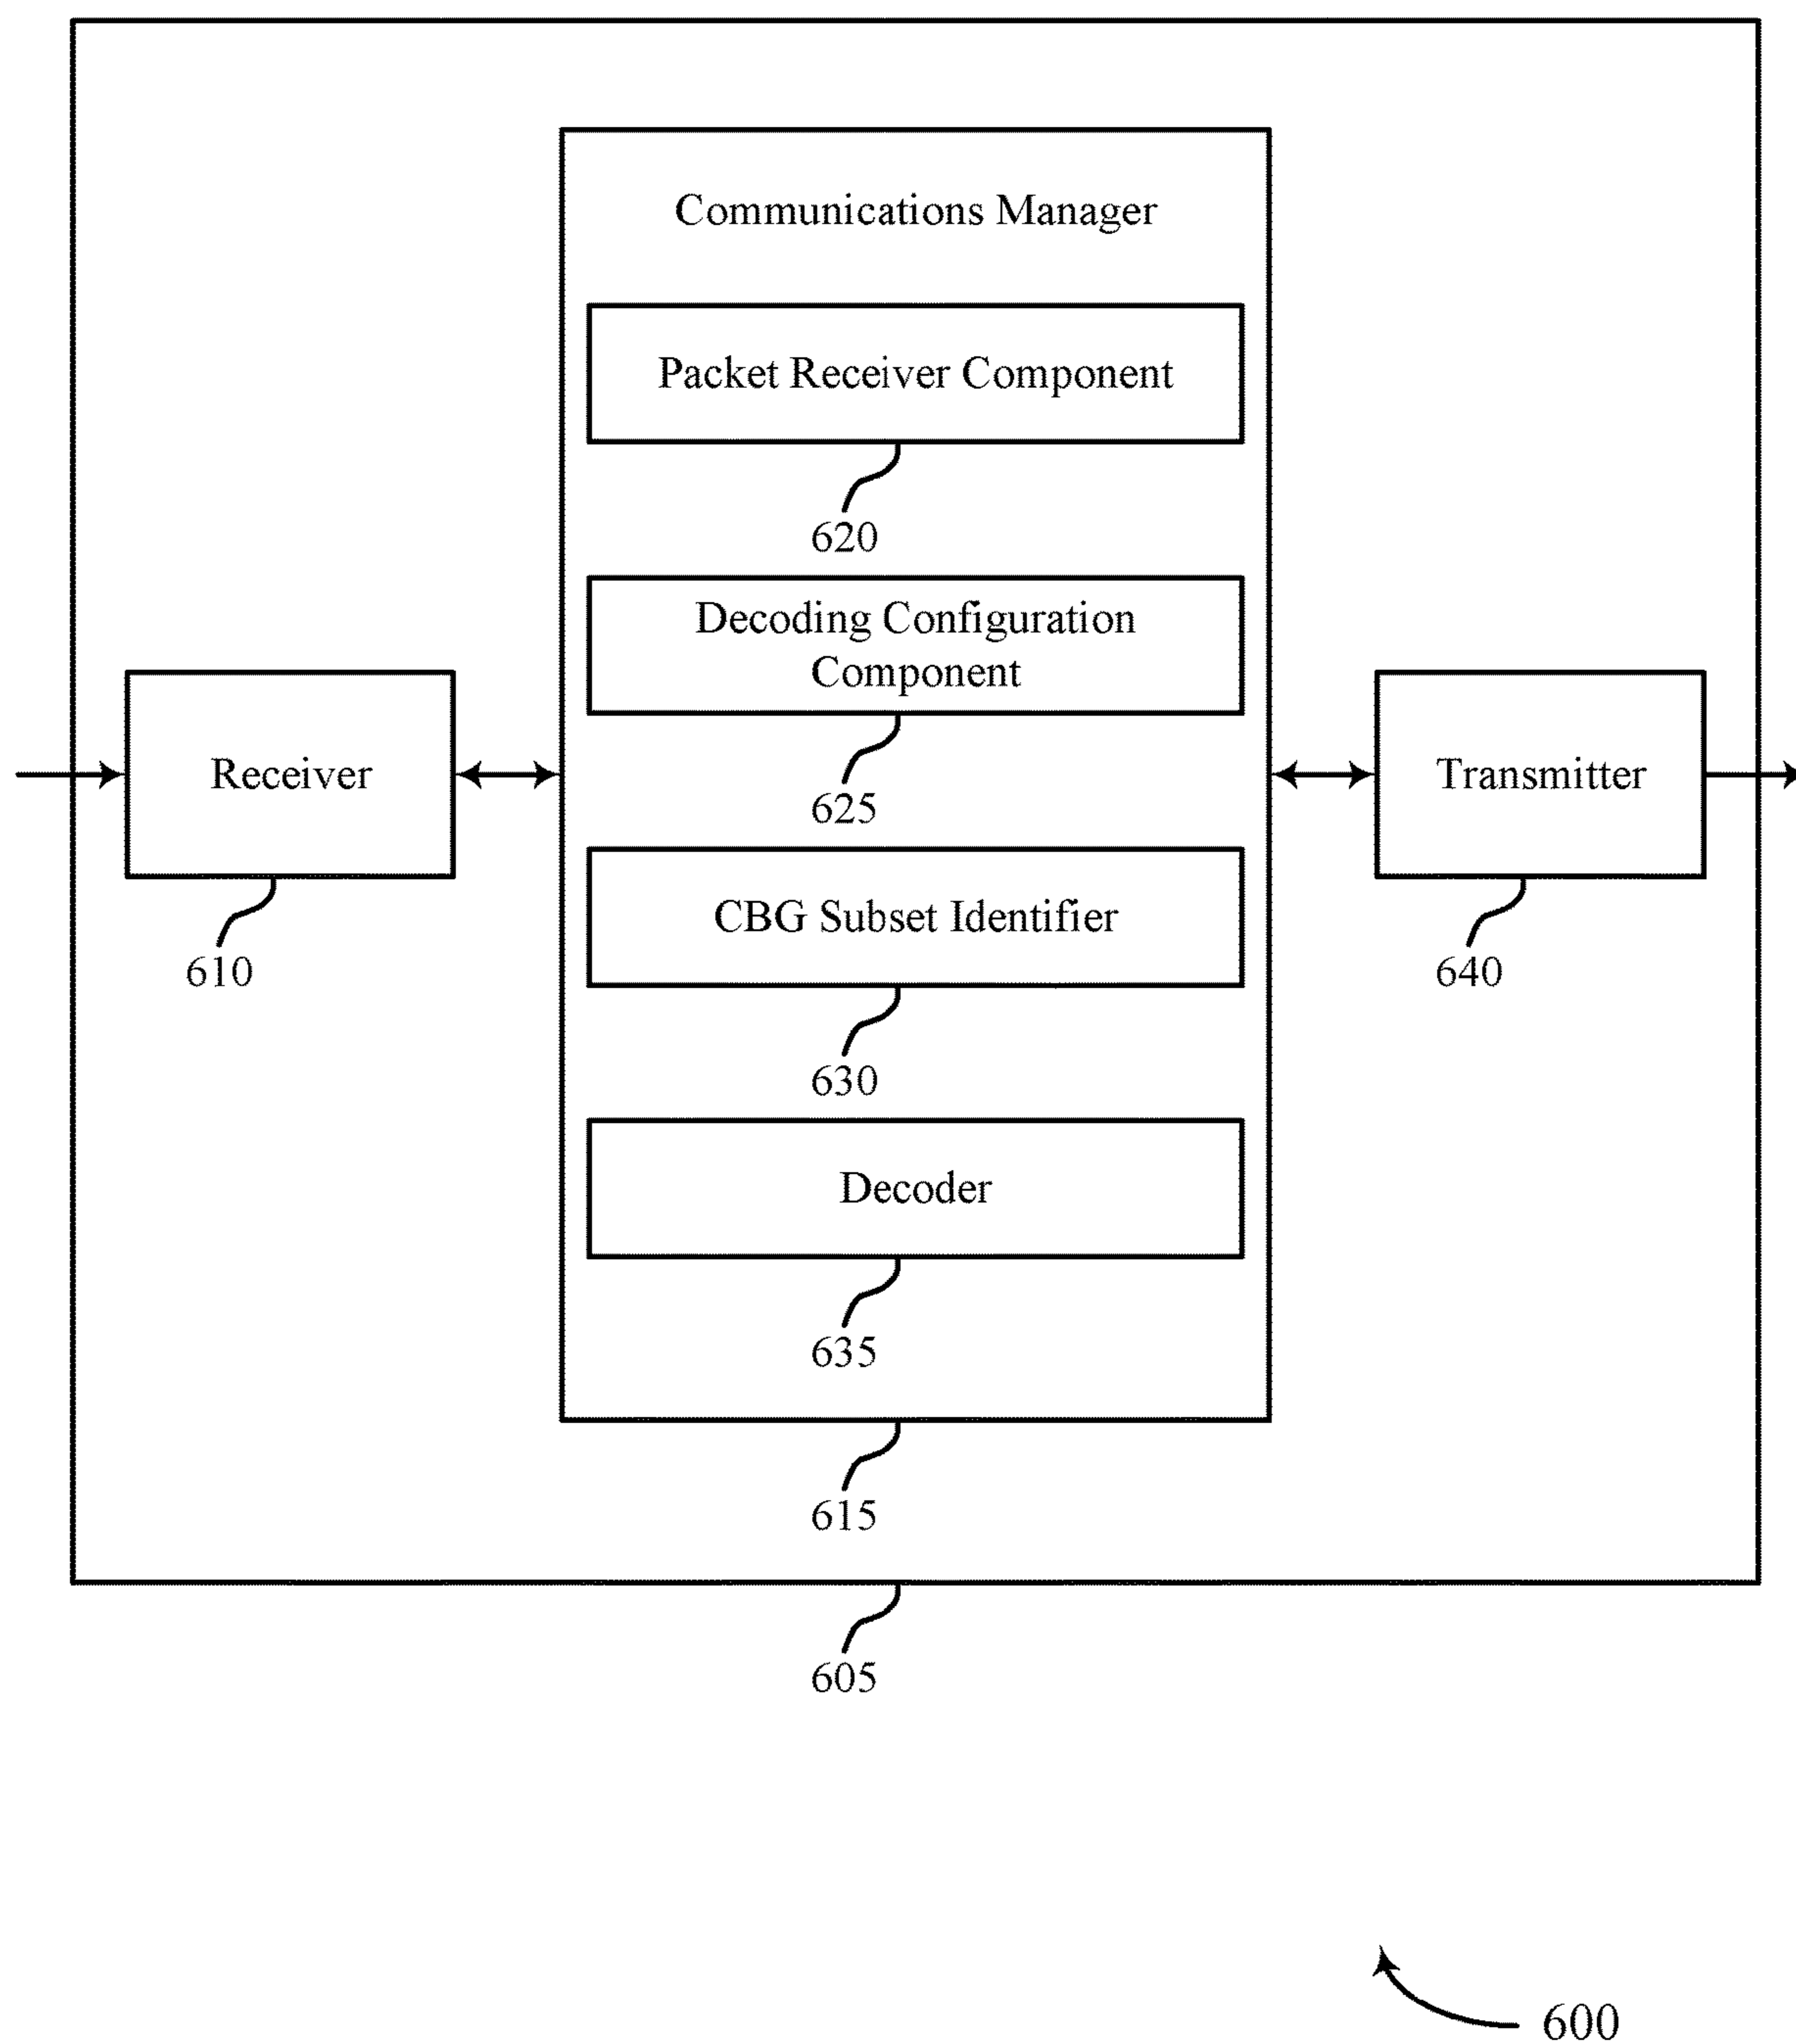 Communications Manager
Packet Receiver Component
620
Decoding Configuration
Component
625
Receiver
610
CBG Subset Identifier
630
Transmitter
640
Decoder
635
615
605
600